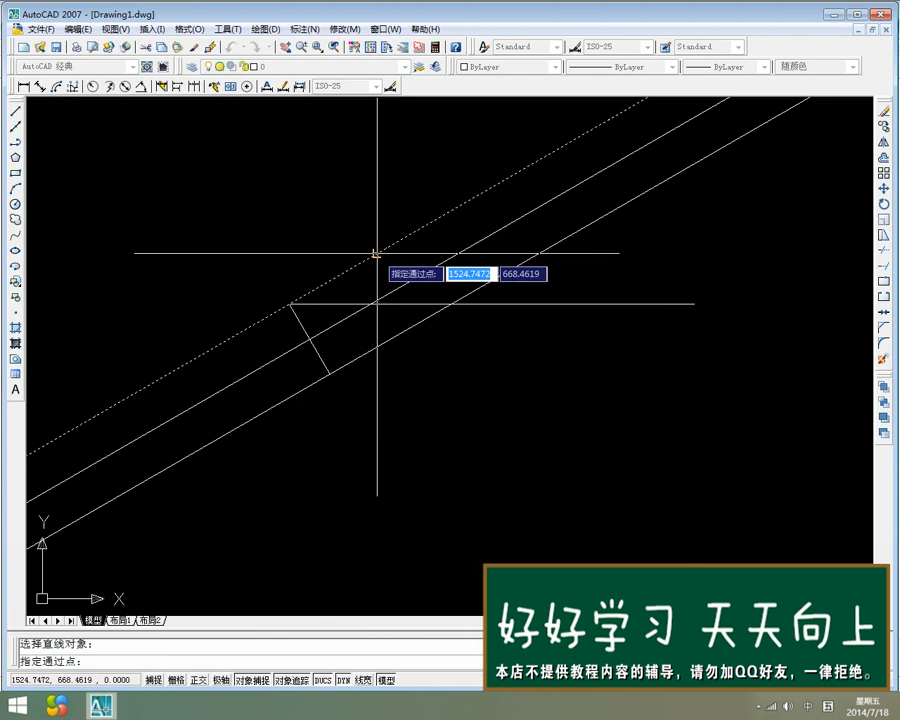 AutoCAD 2007 - [Drawing1.dwg]
文件(F) 编辑(E) 视图(V) 插入(I) 格式(O) 工具(T) 绘图(D) 标注(N) 修改(M) 窗口(W) 帮助(H)
Standard ISO-25 Standard
AutoCAD 经典 0 ByLayer ByLayer ByLayer 随颜色
ISO-25
A
指定通过点: 1524.7472 668.4619
Y
X
模型 布局1 布局2
选择直线对象:
指定通过点:
1524.7472, 668.4619, 0.0000 捕捉 栅格 正交 极轴 对象捕捉 对象追踪 DUCS DYN 线宽 模型
好好学习 天天向上
本店不提供教程内容的辅导，请勿加QQ好友，一律拒绝。
中 五
星期五
2014/7/18